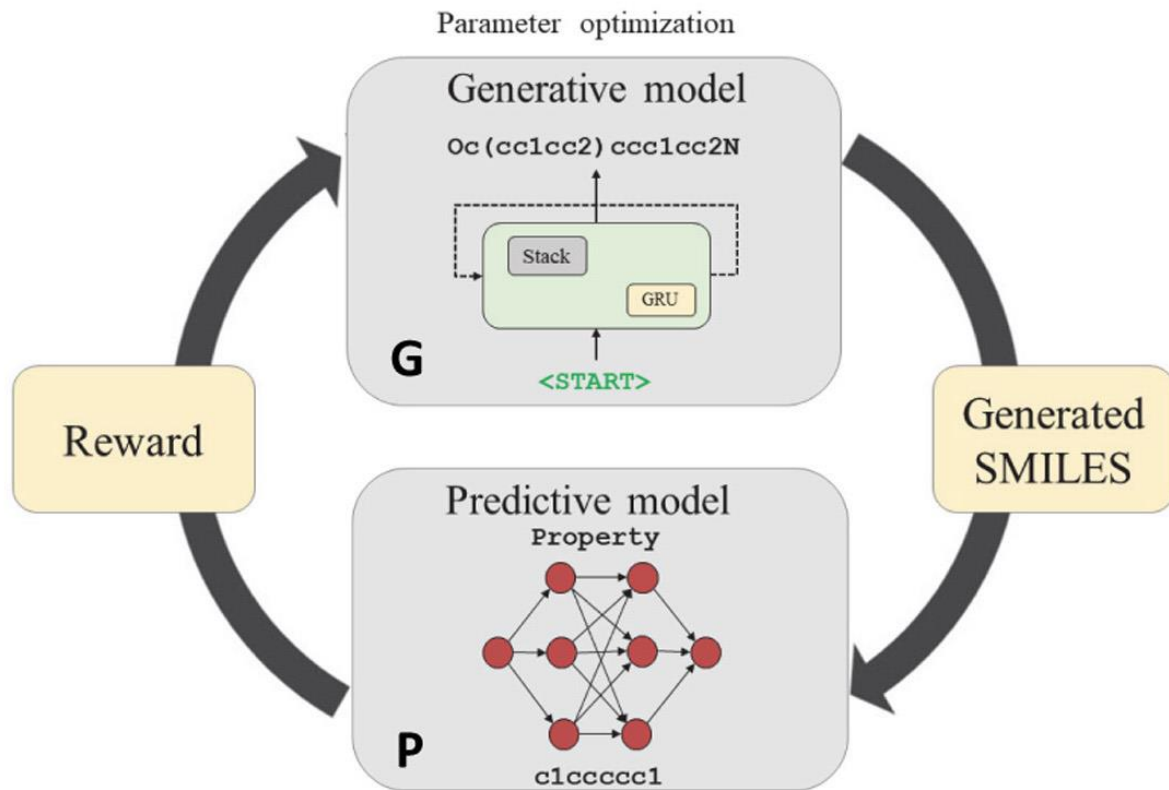 Parameter optimization
Generative model
Oc(cc1cc2)ccc1cc2N
Stack
GRU
G
<START>
Reward
Generated
SMILES
Predictive model
Property
P
c1ccccc1